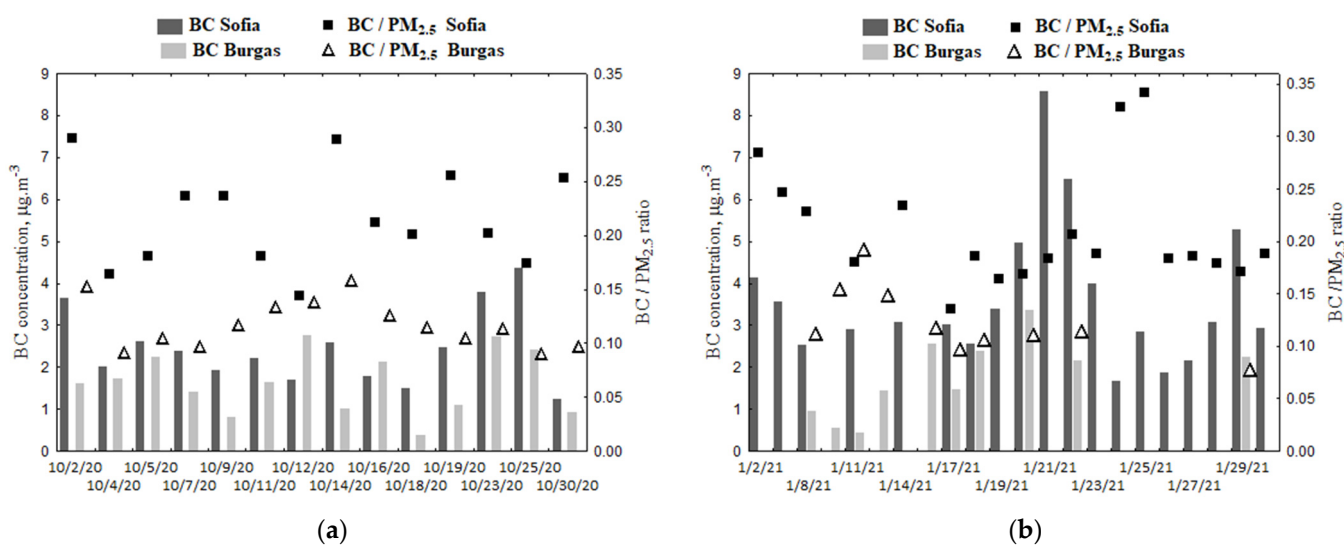 BC Sofia BC / PM2.5 Sofia
BC Burgas BC / PM2.5 Burgas
9 0.35
8
0.30
7
0.25
6
5 0.20
4
0.15
3
0.10
2
0.05
1
0 0.00
BC concentration, µg.m-3
BC / PM2.5 ratio
10/2/20 10/5/20 10/9/20 10/12/20 10/16/20 10/19/20 10/25/20
10/4/20 10/7/20 10/11/20 10/14/20 10/18/20 10/23/20 10/30/20
(a)
BC Sofia BC / PM2.5 Sofia
BC Burgas BC / PM2.5 Burgas
9
0.35
8
0.30
7
0.25
6
5 0.20
4
0.15
3
0.10
2
0.05
1
0 0.00
BC concentration, µg.m-3
BC /PM2.5 ratio
1/2/21 1/11/21 1/17/21 1/21/21 1/25/21 1/29/21
1/8/21 1/14/21 1/19/21 1/23/21 1/27/21
(b)